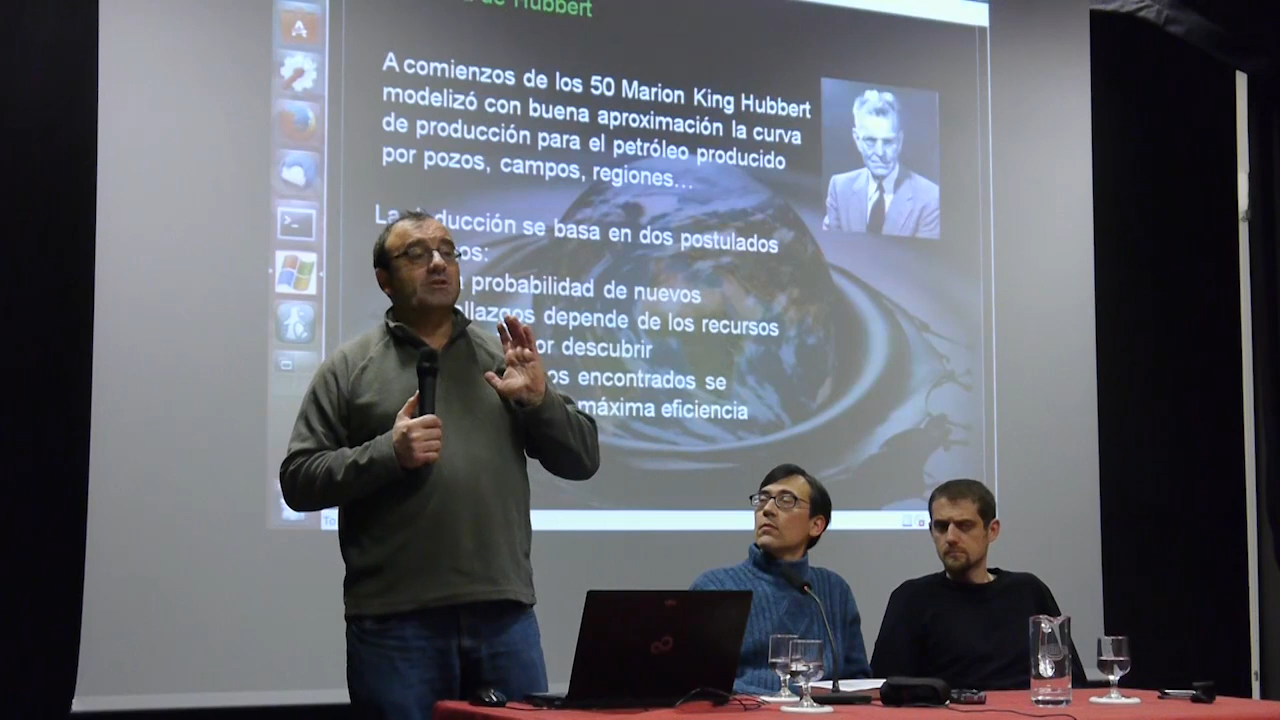 de Hubbert
A comienzos de los 50 Marion King Hubbert
modelizó con buena aproximación la curva
de producción para el petróleo producido
por pozos, campos, regiones...
ducción se basa en dos postulados
os:
probabilidad de nuevos
llazgos depende de los recursos
or descubrir
os encontrados se
máxima eficiencia